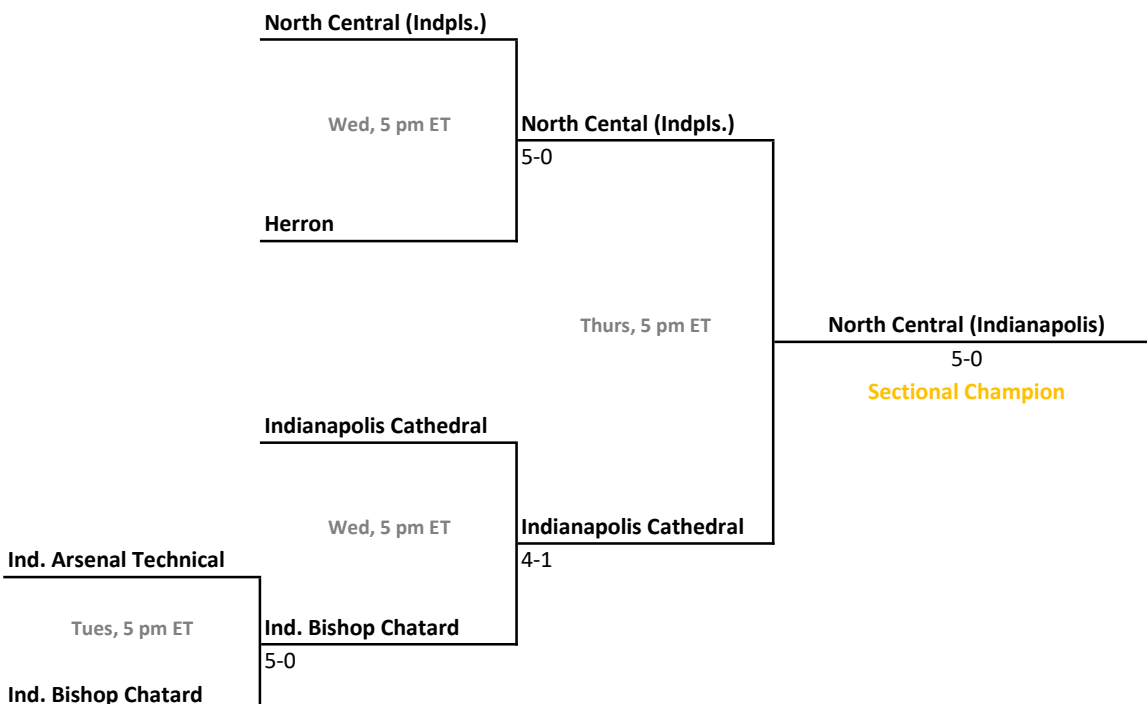 North Central (Indpls.)
Wed, 5 pm ET
North Cental (Indpls.)
5-0
Herron
Thurs, 5 pm ET
North Central (Indianapolis)
5-0
Sectional Champion
Indianapolis Cathedral
Wed, 5 pm ET
Indianapolis Cathedral
4-1
Ind. Arsenal Technical
Tues, 5 pm ET
Ind. Bishop Chatard
5-0
Ind. Bishop Chatard